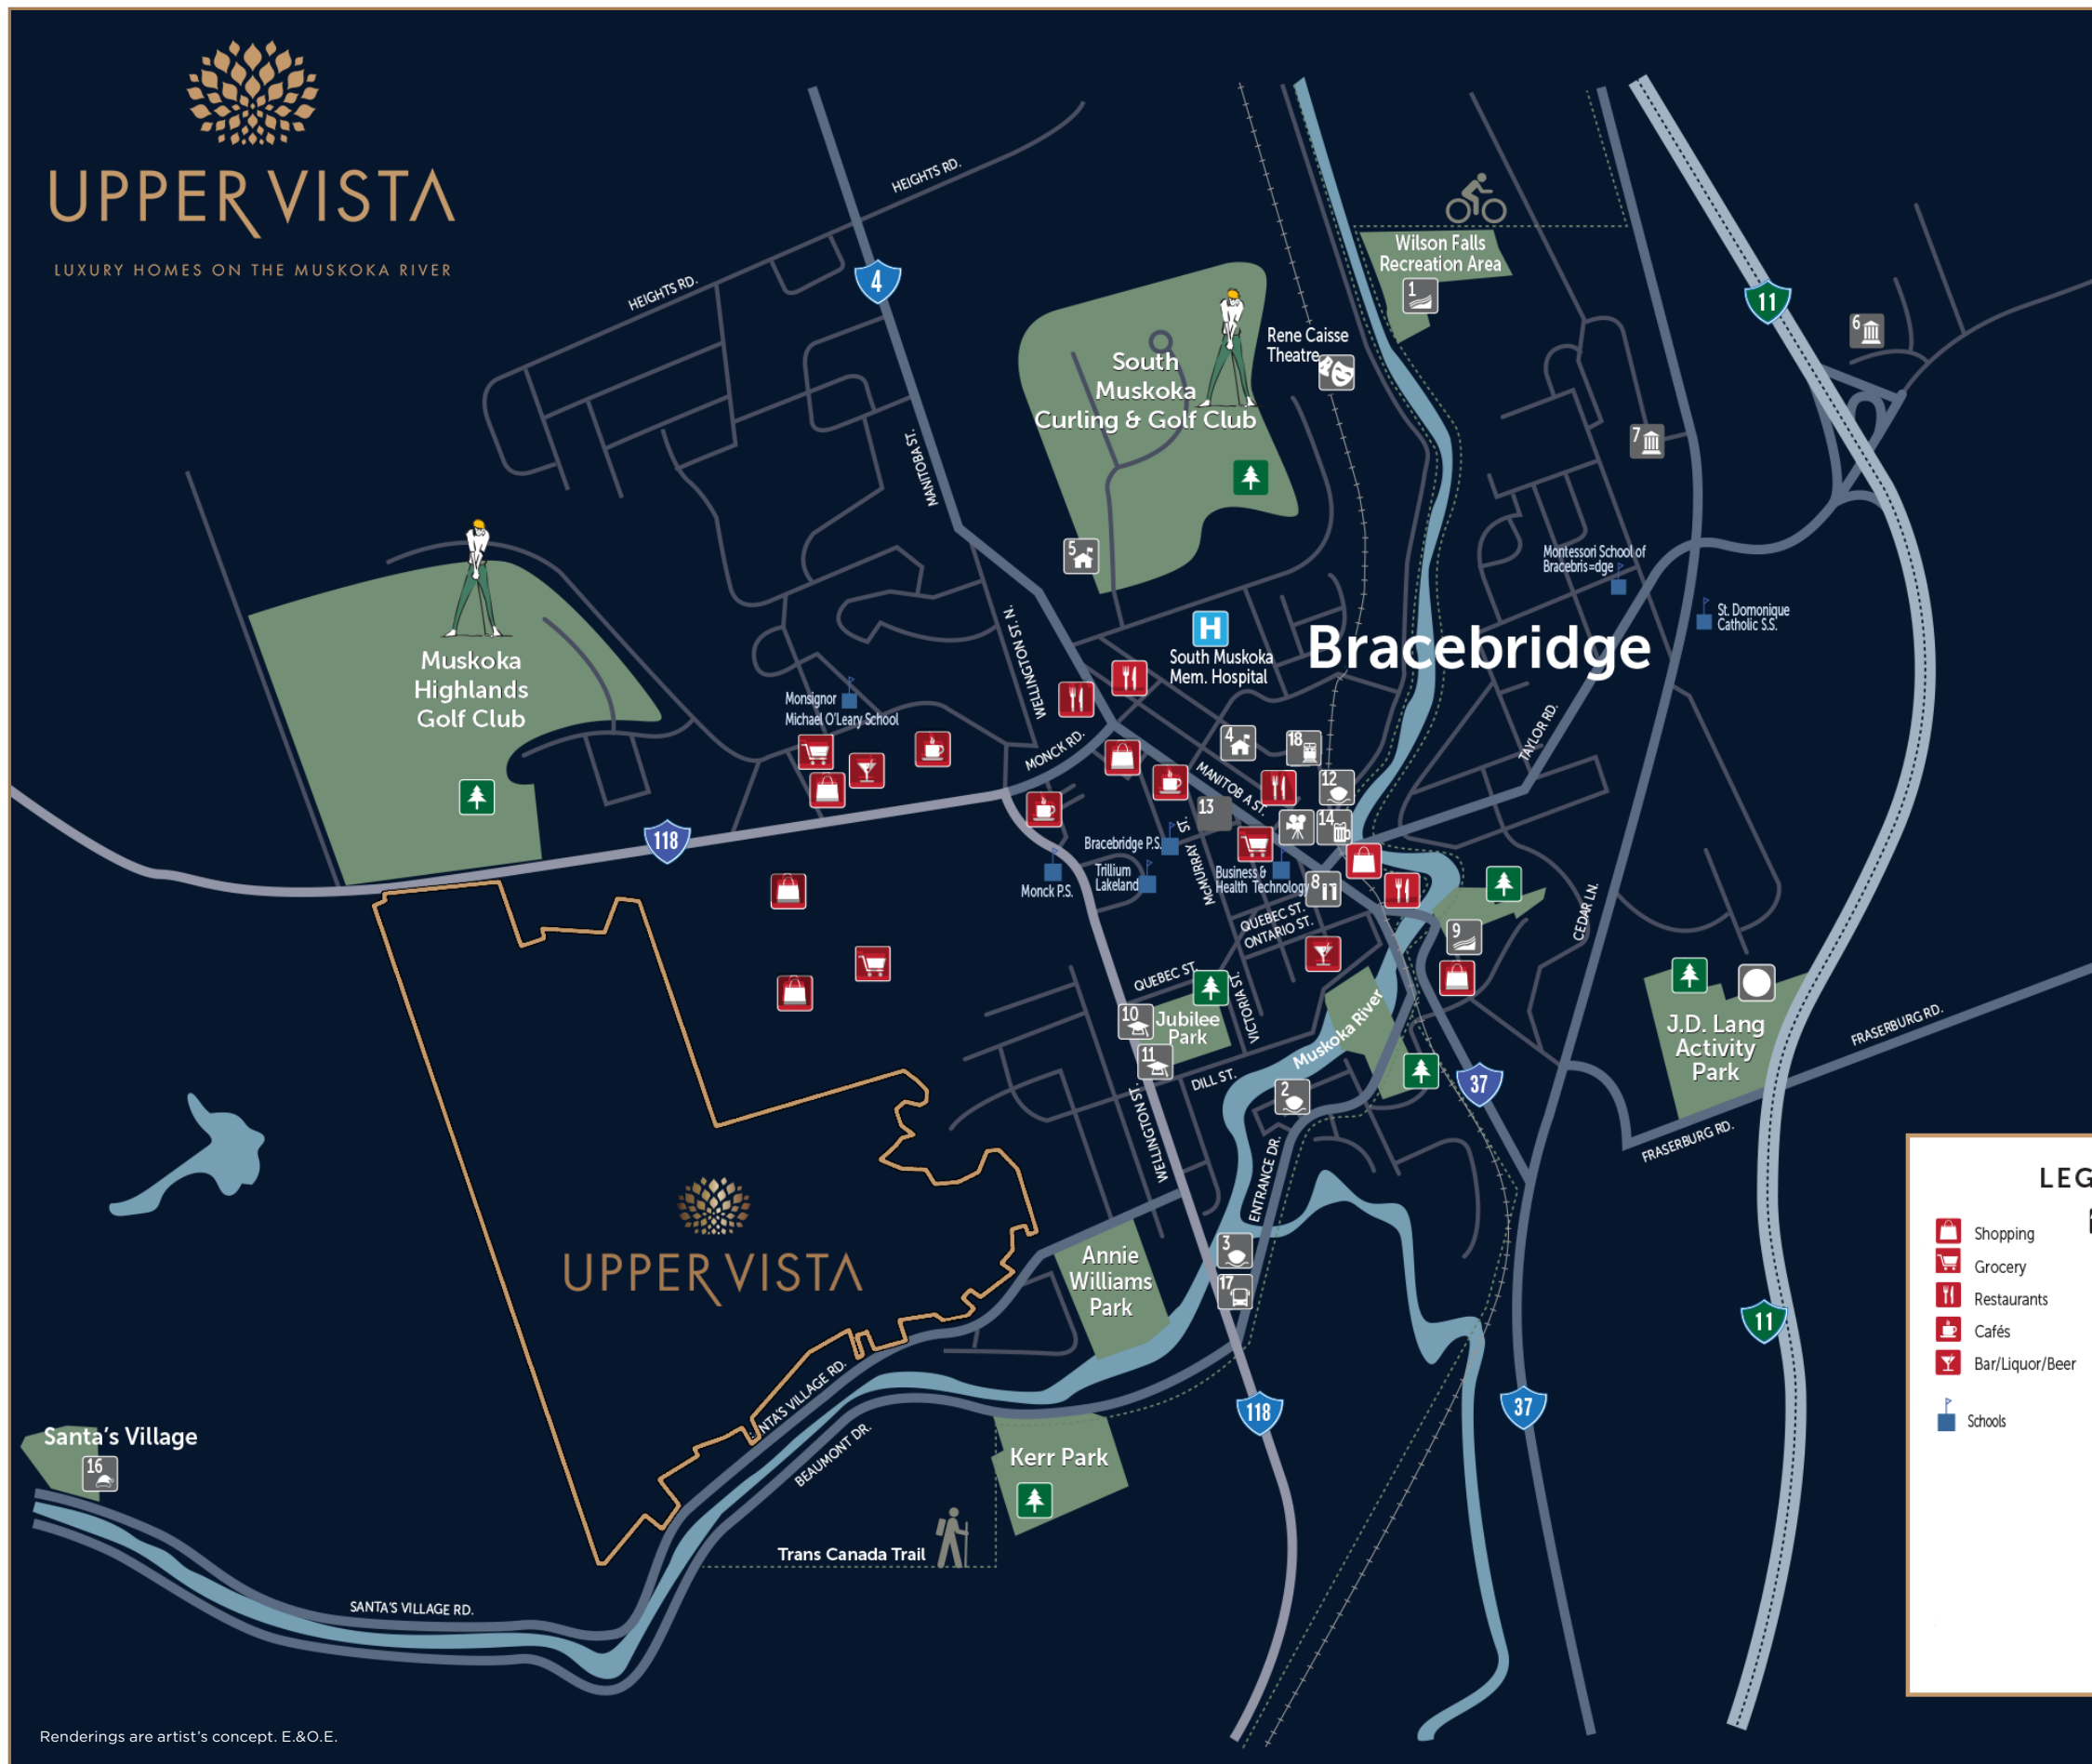 UPPER VISTA
LUXURY HOMES ON THE MUSKOKA RIVER
HEIGHTS RD.
HEIGHTS RD.
4
MANITOBA ST.
Wilson Falls
Recreation Area
1
11
6
7
Rene Caisse
Theatre
South
Muskoka
Curling & Golf Club
5
Montessori School of
Bracebris=dge
St. Domonique
Catholic S.S.
Muskoka
Highlands
Golf Club
WELLINGTON ST. N.
H
South Muskoka
Mem. Hospital
Bracebridge
Monsignor
Michael O'Leary School
MONCK RD.
4
18
12
TAYLOR RD.
MANITOB A ST.
13
14
118
Bracebridge P.S.
MCMURRAY ST.
Trillium
Lakeland
Monck P.S.
Business &
Health Technology
8
QUEBEC ST.
ONTARIO ST.
9
CEDAR LN.
QUEBEC ST.
VICTORIA ST.
10
Jubilee
Park
11
Muskoka River
DILL ST.
2
37
J.D. Lang
Activity
Park
FRASERBURG RD.
FRASERBURG RD.
WELLINGTON ST.
ENTRANCE DR.
UPPER VISTA
Annie
Williams
Park
3
17
11
118
37
NTA'S VILLAGE RD.
BEAUMONT DR.
Santa's Village
16
Kerr Park
Trans Canada Trail
SANTA'S VILLAGE RD.
LEG
Shopping
Grocery
Restaurants
Cafés
Bar/Liquor/Beer
Schools
Renderings are artist's concept. E.&O.E.